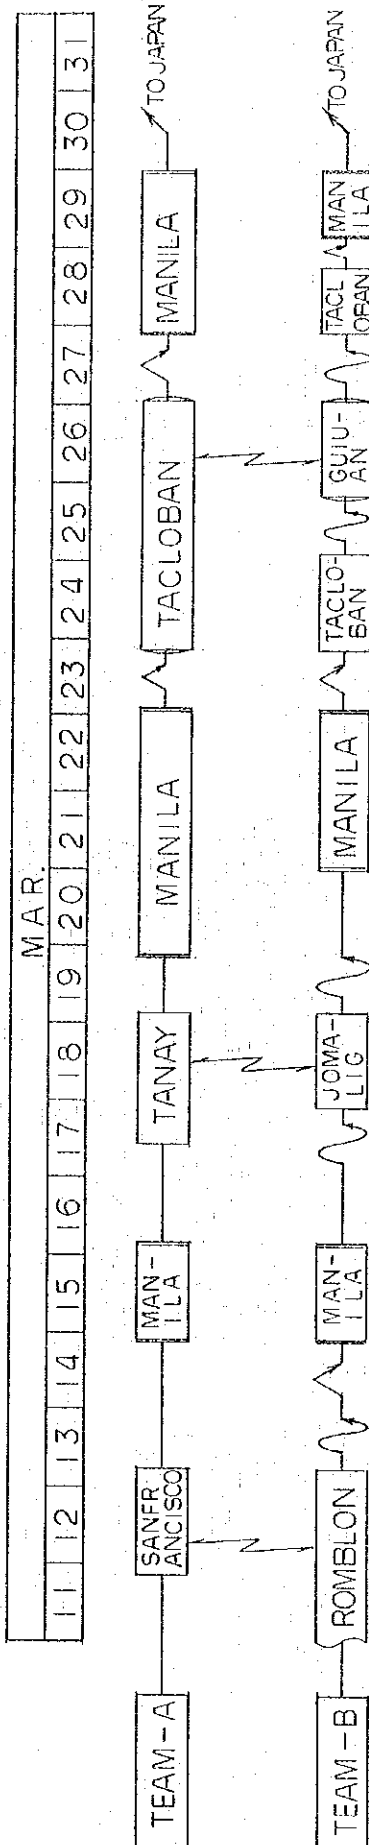 MAR.
11 12 13 14 15 16 17 18 19 20 21 22 23 24 25 26 27 28 29 30 31
TEAM-A
SANFR
ANCISCO
MAN-
ILA
TANAY
MANILA
TACLOBAN
MANILA
TO JAPAN
TEAM-B
ROMBLON
MAN-
ILA
JOMA-
LIG
MANILA
TACLO-
BAN
GUIU-
AN
TACL
OBAN
MAN
ILA
TO JAPAN